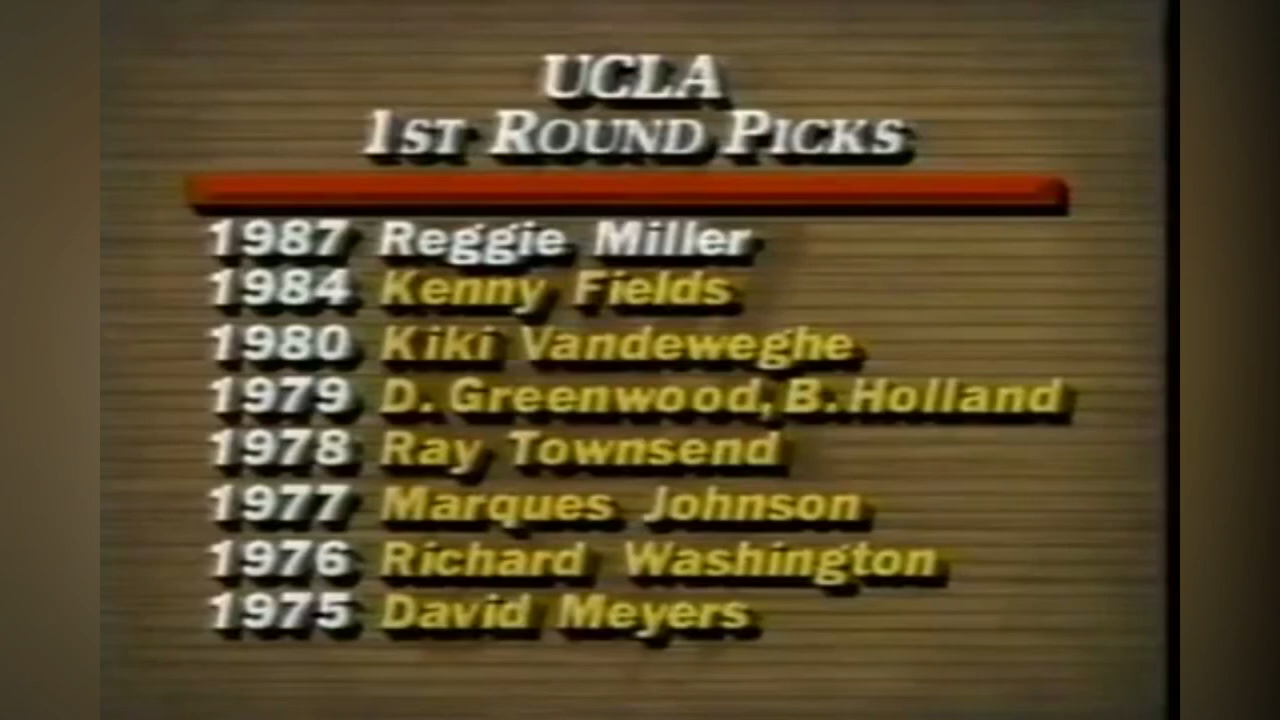 UCLA
1ST ROUND PICKS
1987 Reggie Miller
1984 Kenny Fields
1980 Kiki Vandeweghe
1979 D. Greenwood, B. Holland
1978 Ray Townsend
1977 Marques Johnson
1976 Richard Washington
1975 David Meyers